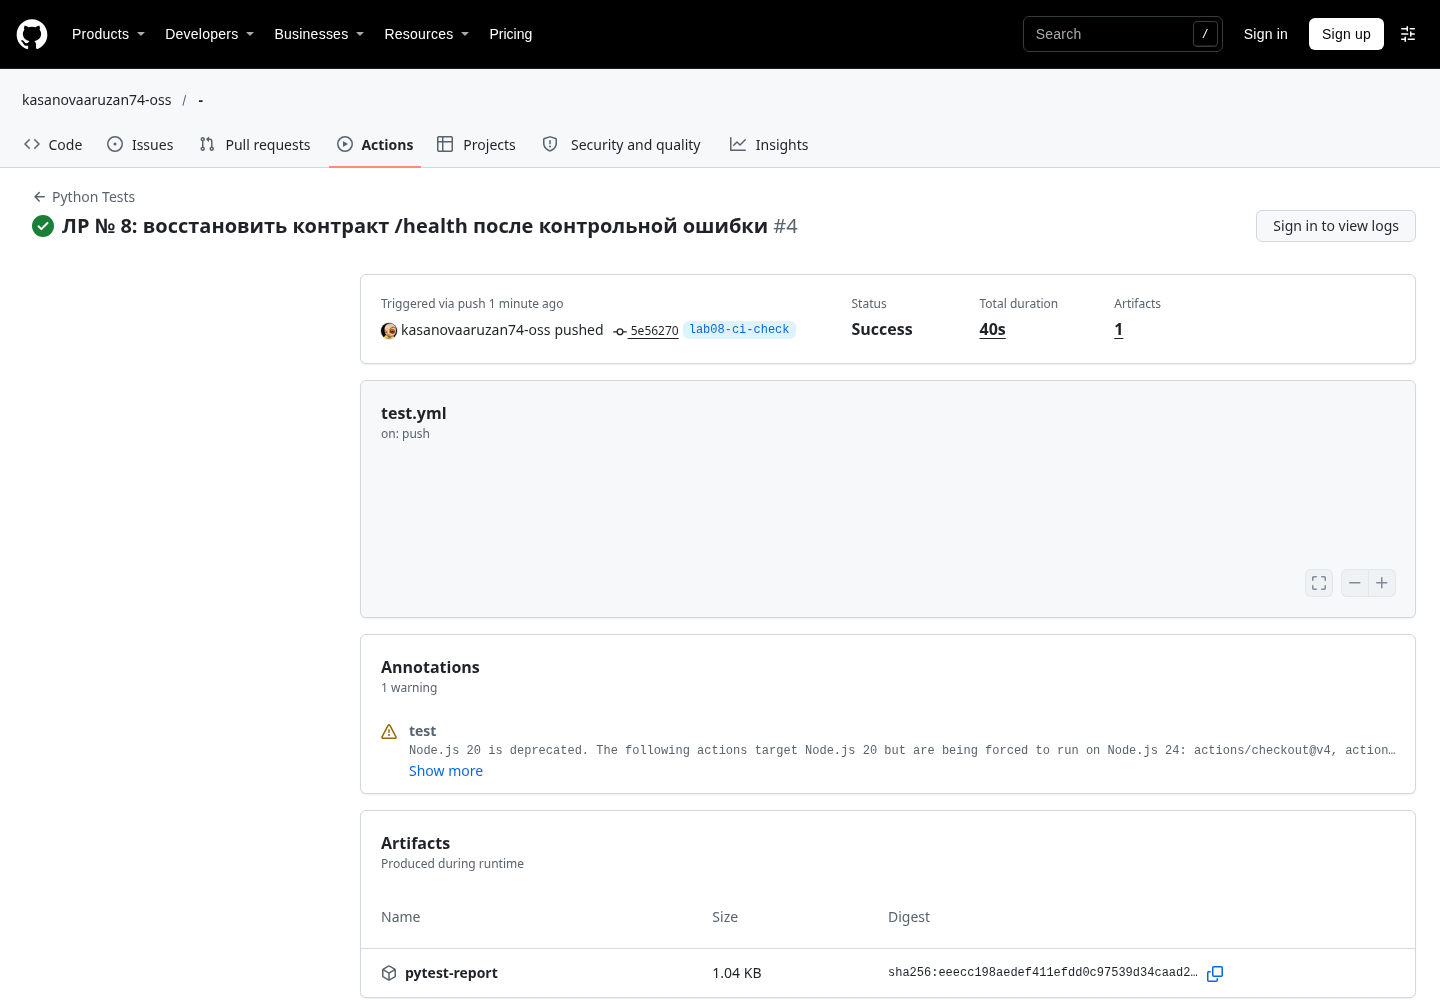 Products Developers Businesses Resources Pricing Search / Sign in Sign up
kasanovaaruzan74-oss / -
Code Issues Pull requests Actions Projects Security and quality Insights
Python Tests
ЛР № 8: восстановить контракт /health после контрольной ошибки #4 Sign in to view logs
Triggered via push 1 minute ago Status Total duration Artifacts
kasanovaaruzan74-oss pushed 5e56270 lab08-ci-check Success 40s 1
test.yml
on: push
Annotations
1 warning
test
Node.js 20 is deprecated. The following actions target Node.js 20 but are being forced to run on Node.js 24: actions/checkout@v4, action…
Show more
Artifacts
Produced during runtime
Name Size Digest
pytest-report 1.04 KB sha256:eeecc198aedef411efdd0c97539d34caad2…